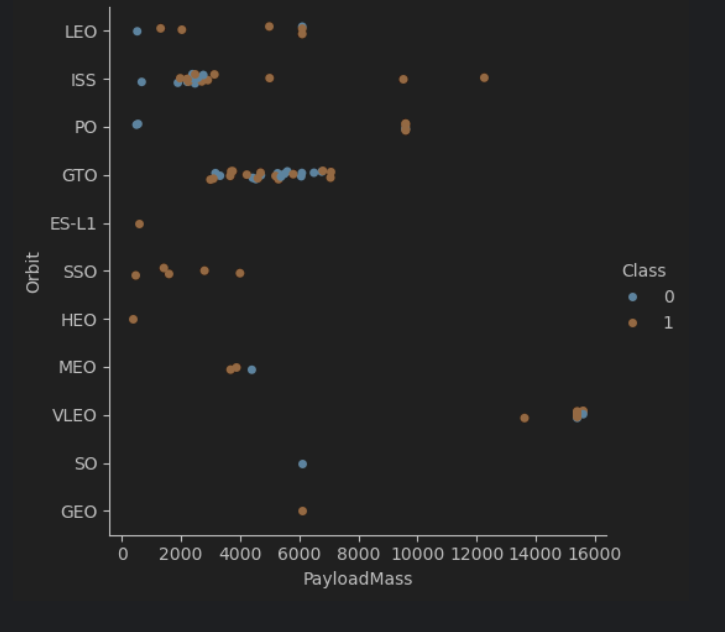 LEO
ISS
PO
GTO
ES-L1
SSO
HEO
MEO
VLEO
SO
GEO
Orbit
0 2000 4000 6000 8000 10000 12000 14000 16000
PayloadMass
Class
0
1